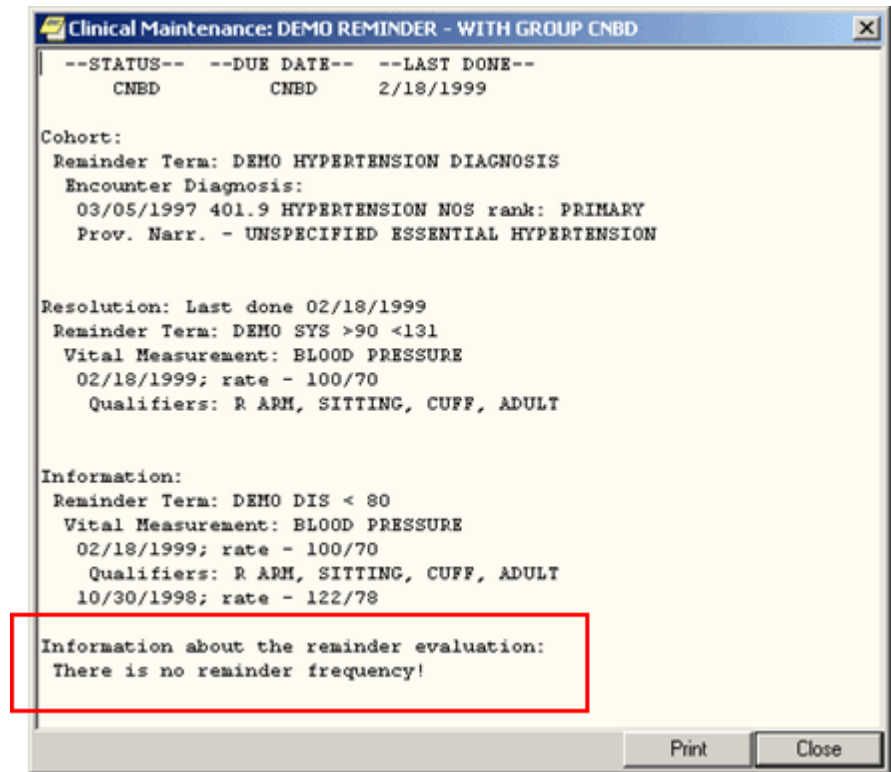 Clinical Maintenance: DEMO REMINDER - WITH GROUP CNBD
--STATUS-- --DUE DATE-- --LAST DONE--
CNBD CNBD 2/18/1999
Cohort:
Reminder Term: DEMO HYPERTENSION DIAGNOSIS
Encounter Diagnosis:
03/05/1997 401.9 HYPERTENSION NOS rank: PRIMARY
Prov. Narr. - UNSPECIFIED ESSENTIAL HYPERTENSION
Resolution: Last done 02/18/1999
Reminder Term: DEMO SYS >90 <131
Vital Measurement: BLOOD PRESSURE
02/18/1999; rate - 100/70
Qualifiers: R ARM, SITTING, CUFF, ADULT
Information:
Reminder Term: DEMO DIS < 80
Vital Measurement: BLOOD PRESSURE
02/18/1999; rate - 100/70
Qualifiers: R ARM, SITTING, CUFF, ADULT
10/30/1998; rate - 122/78
Information about the reminder evaluation:
There is no reminder frequency!
Print Close